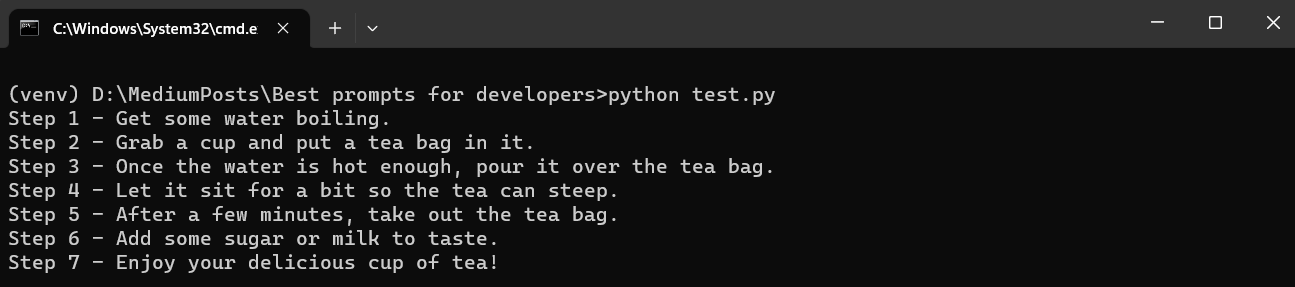 C:\Windows\System32\cmd.e
(venv) D:\MediumPosts\Best prompts for developers>python test.py
Step 1 - Get some water boiling.
Step 2 - Grab a cup and put a tea bag in it.
Step 3 - Once the water is hot enough, pour it over the tea bag.
Step 4 - Let it sit for a bit so the tea can steep.
Step 5 - After a few minutes, take out the tea bag.
Step 6 - Add some sugar or milk to taste.
Step 7 - Enjoy your delicious cup of tea!